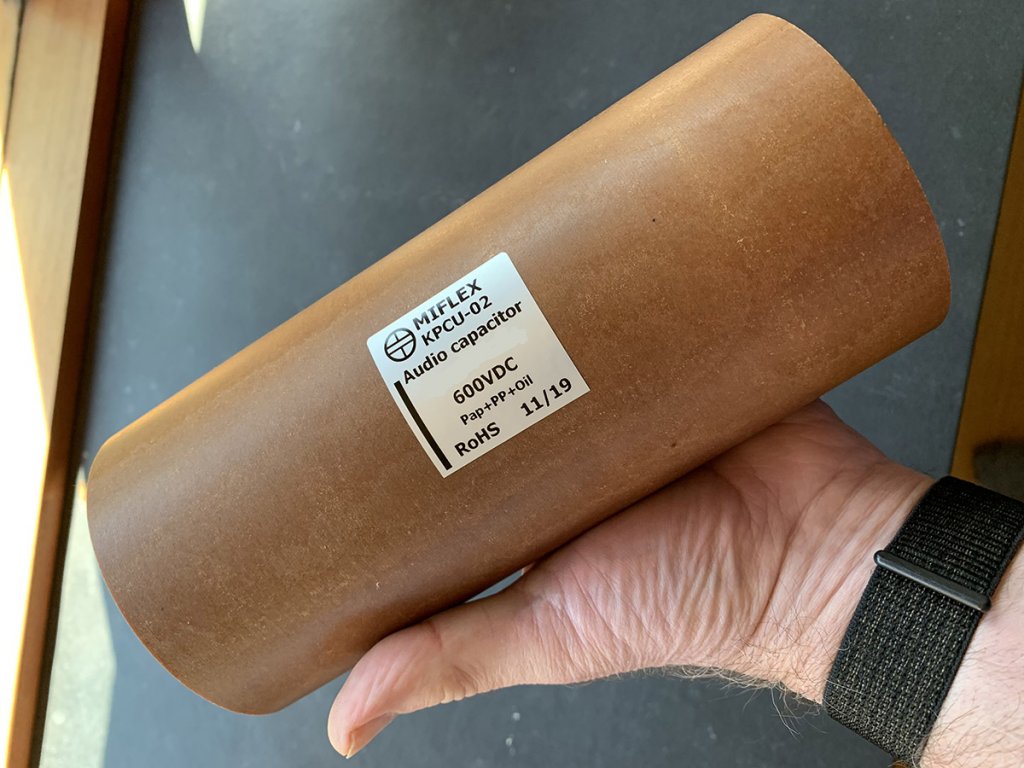 MIFLEX
KPCU-02
Audio capacitor
600VDC
Pap+PP+Oil
RoHS 11/19